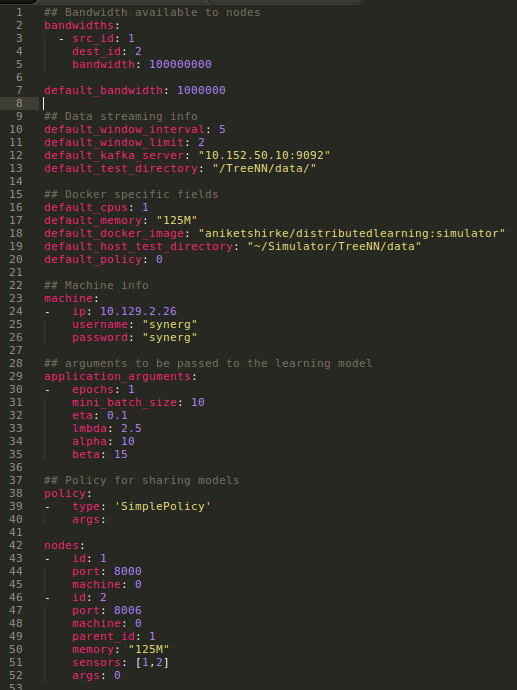 1 ## Bandwidth available to nodes
2 bandwidths:
3   - src_id: 1
4     dest_id: 2
5     bandwidth: 100000000
6
7 default_bandwidth: 1000000
8
9 ## Data streaming info
10 default_window_interval: 5
11 default_window_limit: 2
12 default_kafka_server: "10.152.50.10:9092"
13 default_test_directory: "/TreeNN/data/"
14
15 ## Docker specific fields
16 default_cpus: 1
17 default_memory: "125M"
18 default_docker_image: "aniketshirke/distributedlearning:simulator"
19 default_host_test_directory: "~/Simulator/TreeNN/data"
20 default_policy: 0
21
22 ## Machine info
23 machine:
24 -   ip: 10.129.2.26
25     username: "synerg"
26     password: "synerg"
27
28 ## arguments to be passed to the learning model
29 application_arguments:
30 -   epochs: 1
31     mini_batch_size: 10
32     eta: 0.1
33     lmbda: 2.5
34     alpha: 10
35     beta: 15
36
37 ## Policy for sharing models
38 policy:
39 -   type: 'SimplePolicy'
40     args:
41
42 nodes:
43 -   id: 1
44     port: 8000
45     machine: 0
46 -   id: 2
47     port: 8006
48     machine: 0
49     parent_id: 1
50     memory: "125M"
51     sensors: [1,2]
52     args: 0
53